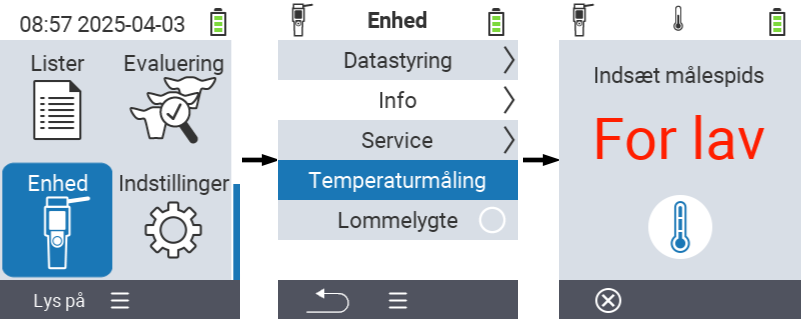 08:57 2025-04-03
Lister
Evaluering
Enhed
Indstillinger
Lys på
Enhed
Datastyring
Info
Service
Temperaturmåling
Lommelygte
Indsæt målespids
For lav